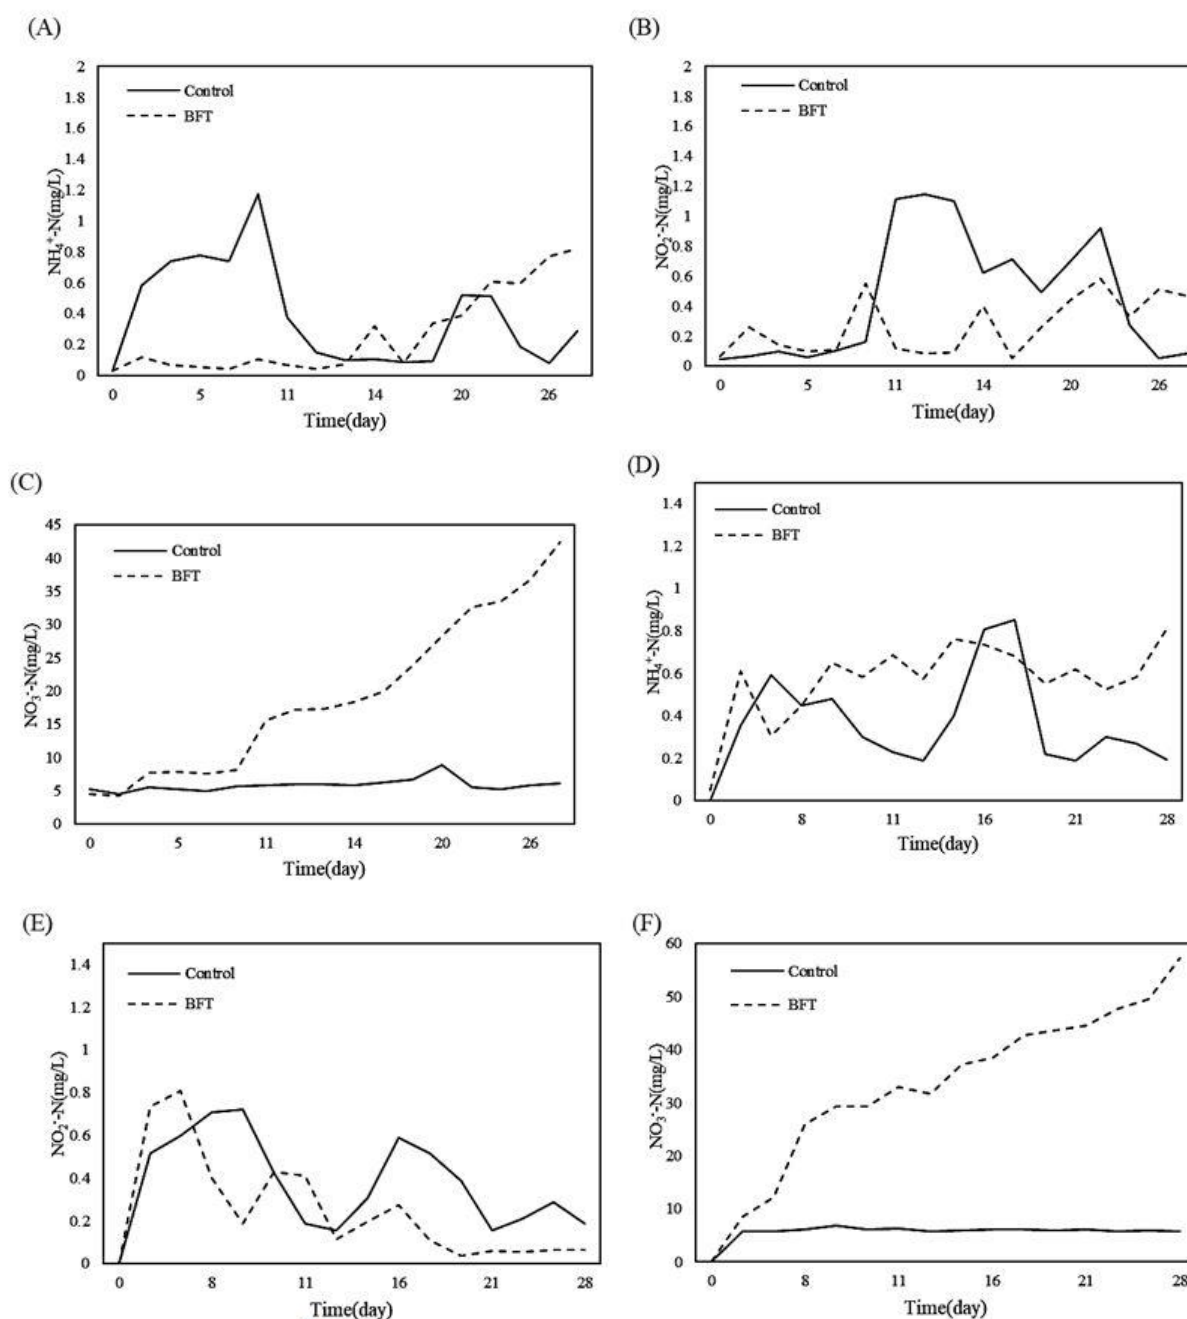 (A)
NH₄⁺-N(mg/L)
2
1.8
1.6
1.4
1.2
1
0.8
0.6
0.4
0.2
0
Control
BFT
0 5 11 14 20 26
Time(day)
(B)
NO₂⁻-N(mg/L)
2
1.8
1.6
1.4
1.2
1
0.8
0.6
0.4
0.2
0
Control
BFT
0 5 11 14 20 26
Time(day)
(C)
NO₃⁻-N(mg/L)
45
40
35
30
25
20
15
10
5
0
Control
BFT
0 5 11 14 20 26
Time(day)
(D)
NH₄⁺-N(mg/L)
1.4
1.2
1
0.8
0.6
0.4
0.2
0
Control
BFT
0 8 11 16 21 28
Time(day)
(E)
NO₂⁻-N(mg/L)
1.4
1.2
1
0.8
0.6
0.4
0.2
0
Control
BFT
0 8 11 16 21 28
Time(day)
(F)
NO₃⁻-N(mg/L)
60
50
40
30
20
10
0
Control
BFT
0 8 11 16 21 28
Time(day)